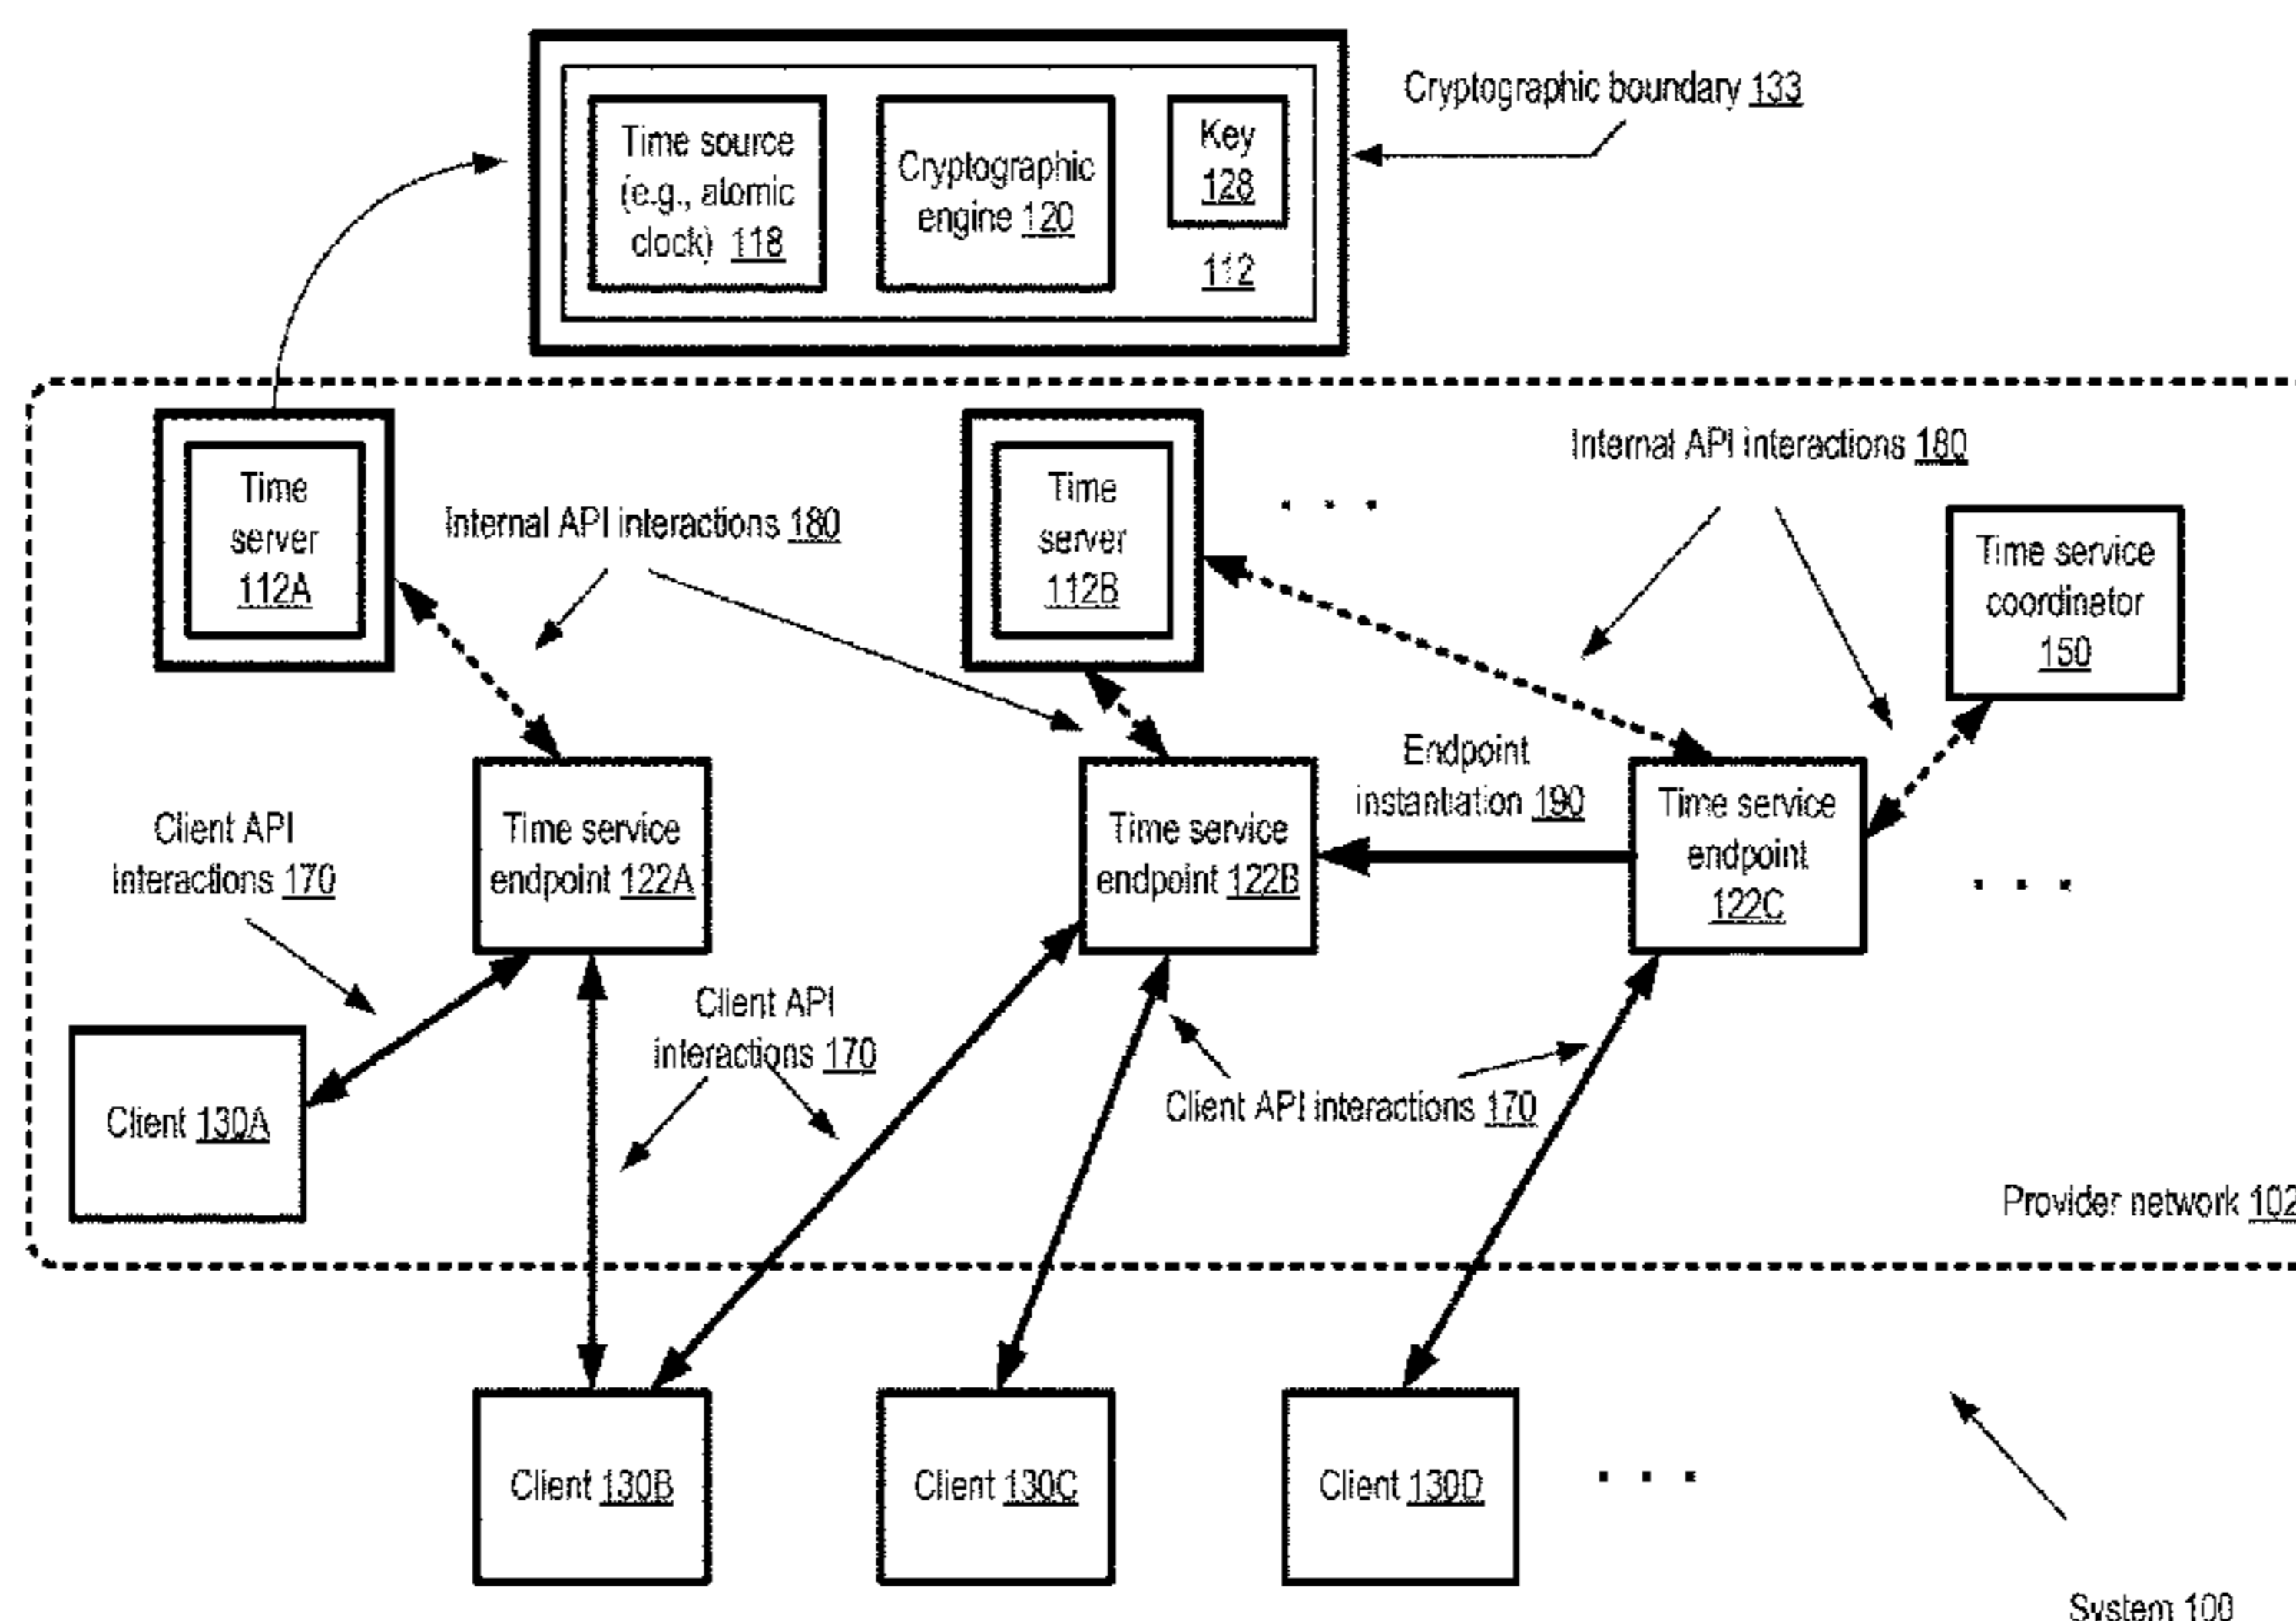 Cryptographic boundary 133
Time source
(e.g., atomic
clock) 118
Cryptographic
engine 120
Key
128
112
Time
server
112A
Internal API interactions 180
Time
server
112B
. . .
Internal API interactions 180
Time service
coordinator
150
Client API
interactions 170
Time service
endpoint 122A
Time service
endpoint 122B
Endpoint
instantiation 190
Time service
endpoint
122C
. . .
Client API
interactions 170
Client API interactions 170
Client 130A
Provider network 102
Client 130B
Client 130C
Client 130D
. . .
System 100